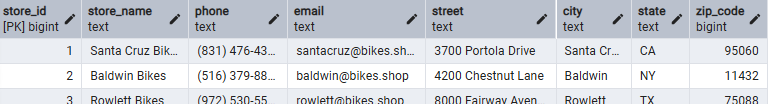 store_id store_name phone email street city state zip_code
[PK] bigint text text text text text text bigint
1 Santa Cruz Bik... (831) 476-43... santacruz@bikes.sh... 3700 Portola Drive Santa Cr... CA 95060
2 Baldwin Bikes (516) 379-88... baldwin@bikes.shop 4200 Chestnut Lane Baldwin NY 11432
3 Rowlett Bikes (972) 530-55... rowlett@bikes.shop 8000 Fairway Aven... Rowlett TX 75088